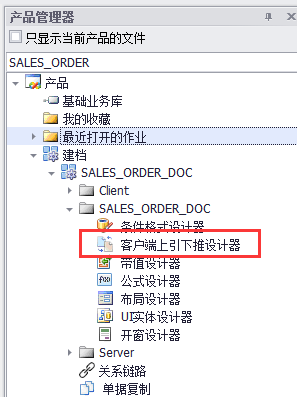 产品管理器
只显示当前产品的文件
SALES_ORDER
产品
基础业务库
我的收藏
最近打开的作业
建档
SALES_ORDER_DOC
Client
SALES_ORDER_DOC
条件格式设计器
客户端上引下推设计器
带值设计器
f(x) 公式设计器
布局设计器
UI实体设计器
开窗设计器
Server
关系链路
单据复制